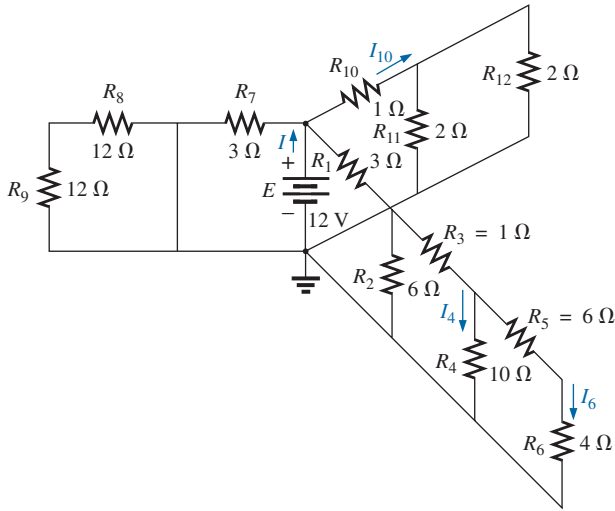 I₁₀
R₁₀
1 Ω
R₁₂
2 Ω
R₁₁
2 Ω
R₈
12 Ω
R₇
3 Ω
I
R₁
3 Ω
R₉
12 Ω
+
E
−
12 V
R₃ = 1 Ω
R₂
6 Ω
I₄
R₅ = 6 Ω
R₄
10 Ω
I₆
R₆
4 Ω